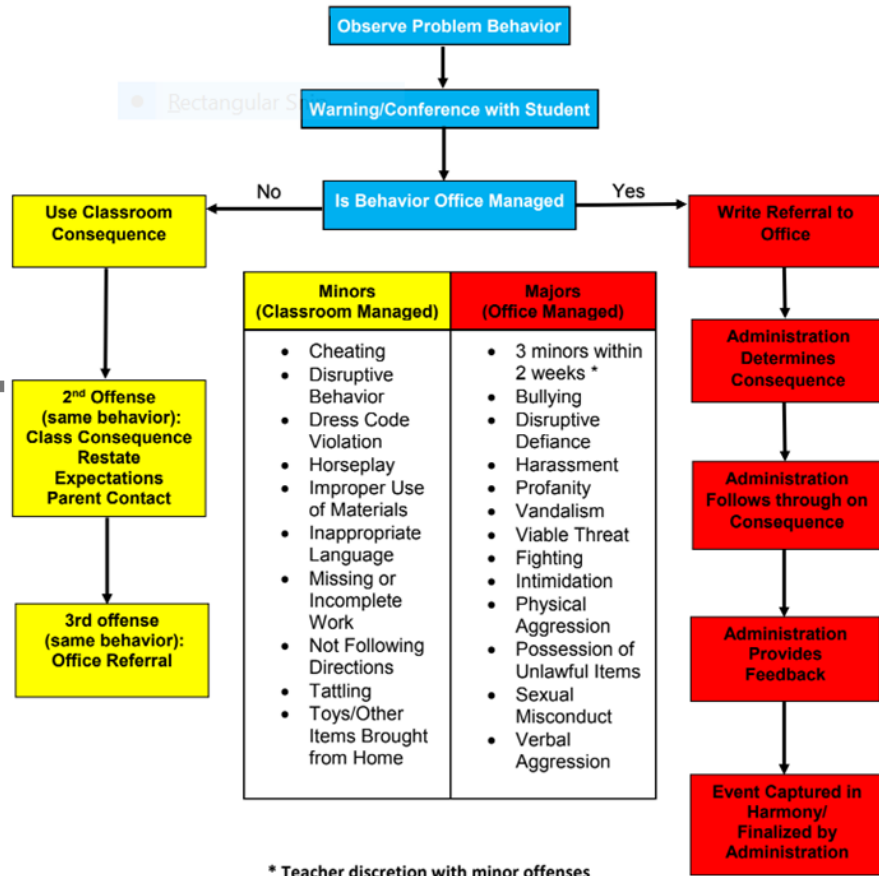 Observe Problem Behavior
Rectangular
Warning/Conference with Student
No
Is Behavior Office Managed
Yes
Use Classroom
Consequence
Write Referral to
Office
Minors
(Classroom Managed)
Majors
(Office Managed)
• Cheating
• Disruptive
Behavior
• Dress Code
Violation
• Horseplay
• Improper Use
of Materials
• Inappropriate
Language
• Missing or
Incomplete
Work
• Not Following
Directions
• Tattling
• Toys/Other
Items Brought
from Home
• 3 minors within
2 weeks *
• Bullying
• Disruptive
Defiance
• Harassment
• Profanity
• Vandalism
• Viable Threat
• Fighting
• Intimidation
• Physical
Aggression
• Possession of
Unlawful Items
• Sexual
Misconduct
• Verbal
Aggression
2nd Offense
(same behavior):
Class Consequence
Restate
Expectations
Parent Contact
3rd offense
(same behavior):
Office Referral
Administration
Determines
Consequence
Administration
Follows through on
Consequence
Administration
Provides
Feedback
Event Captured in
Harmony/
Finalized by
Administration
* Teacher discretion with minor offenses